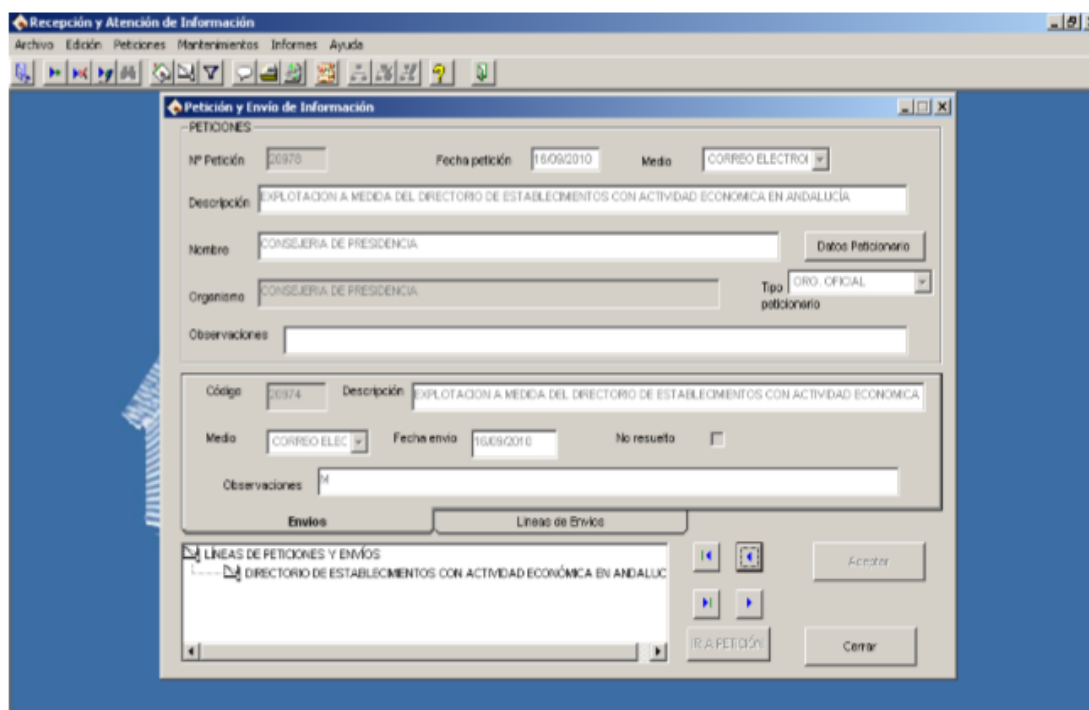 Recepción y Atención de Información
Archivo Edición Peticiones Mantenimientos Informes Ayuda
Petición y Envío de Información
PETICIONES
Nº Petición 20978 Fecha petición 16/09/2010 Medio CORREO ELECTROI
Descripción EXPLOTACION A MEDIDA DEL DIRECTORIO DE ESTABLECIMIENTOS CON ACTIVIDAD ECONOMICA EN ANDALUCÍA
Nombre CONSEJERIA DE PRESIDENCIA Datos Peticionario
Organismo CONSEJERIA DE PRESIDENCIA Tipo peticionario ORG. OFICIAL
Observaciones
Código 20974 Descripción EXPLOTACION A MEDIDA DEL DIRECTORIO DE ESTABLECIMIENTOS CON ACTIVIDAD ECONOMICA
Medio CORREO ELEC Fecha envío 16/09/2010 No resuelto
Observaciones M
Envíos Líneas de Envíos
LÍNEAS DE PETICIONES Y ENVÍOS
DIRECTORIO DE ESTABLECIMIENTOS CON ACTIVIDAD ECONÓMICA EN ANDALUC
Aceptar
IR A PETICIÓN Cerrar